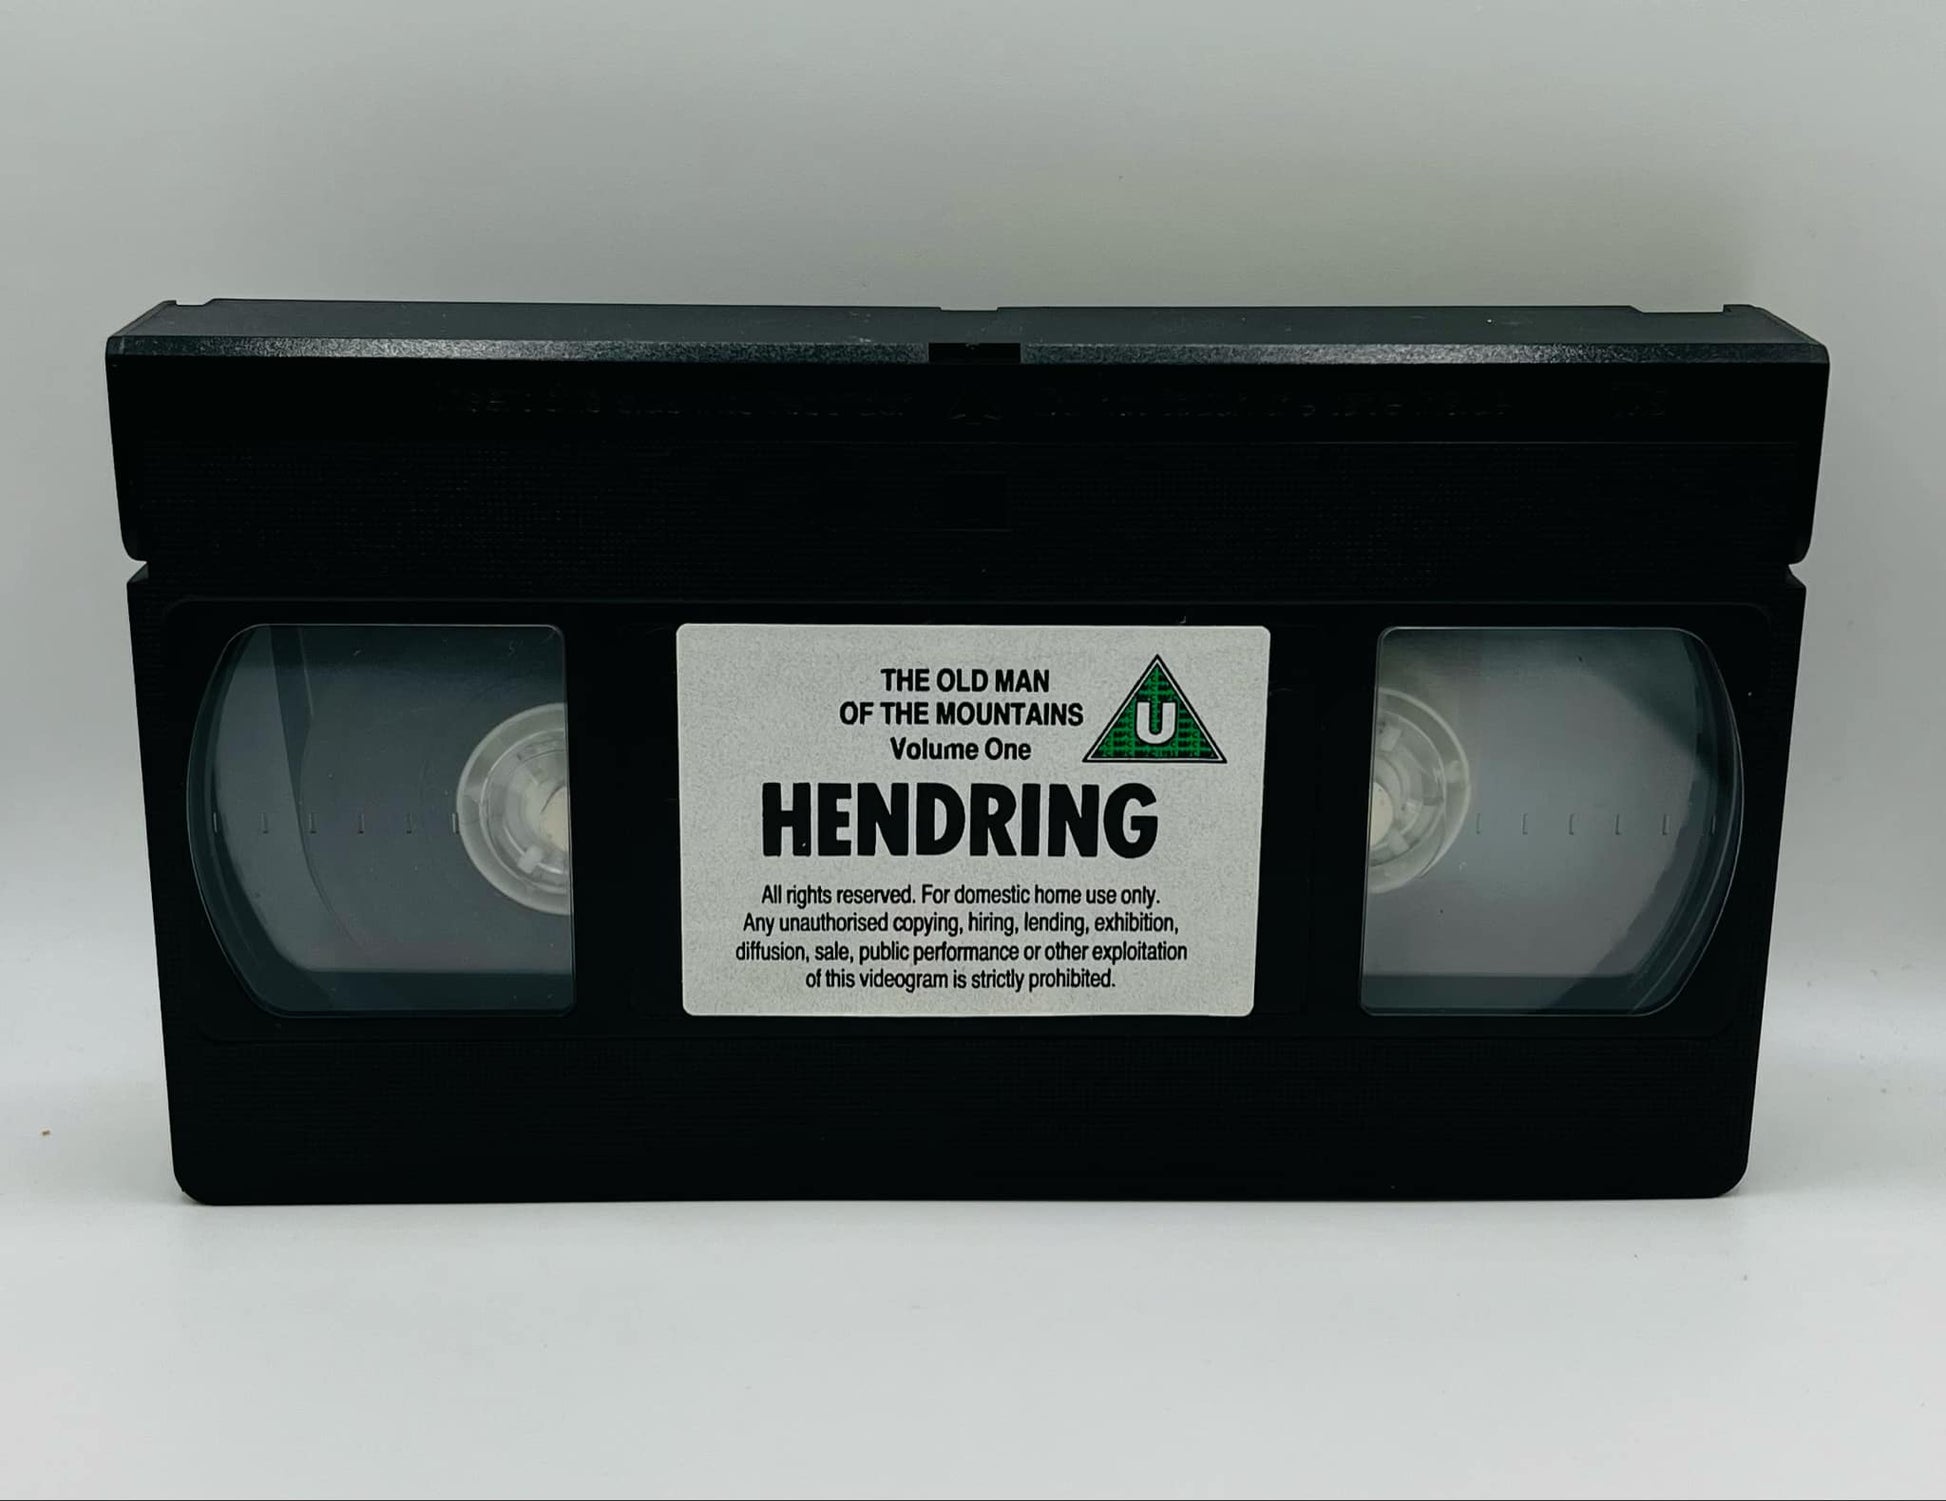 THE OLD MAN
OF THE MOUNTAINS
Volume One
U
HENDRING
All rights reserved. For domestic home use only.
Any unauthorised copying, hiring, lending, exhibition,
diffusion, sale, public performance or other exploitation
of this videogram is strictly prohibited.